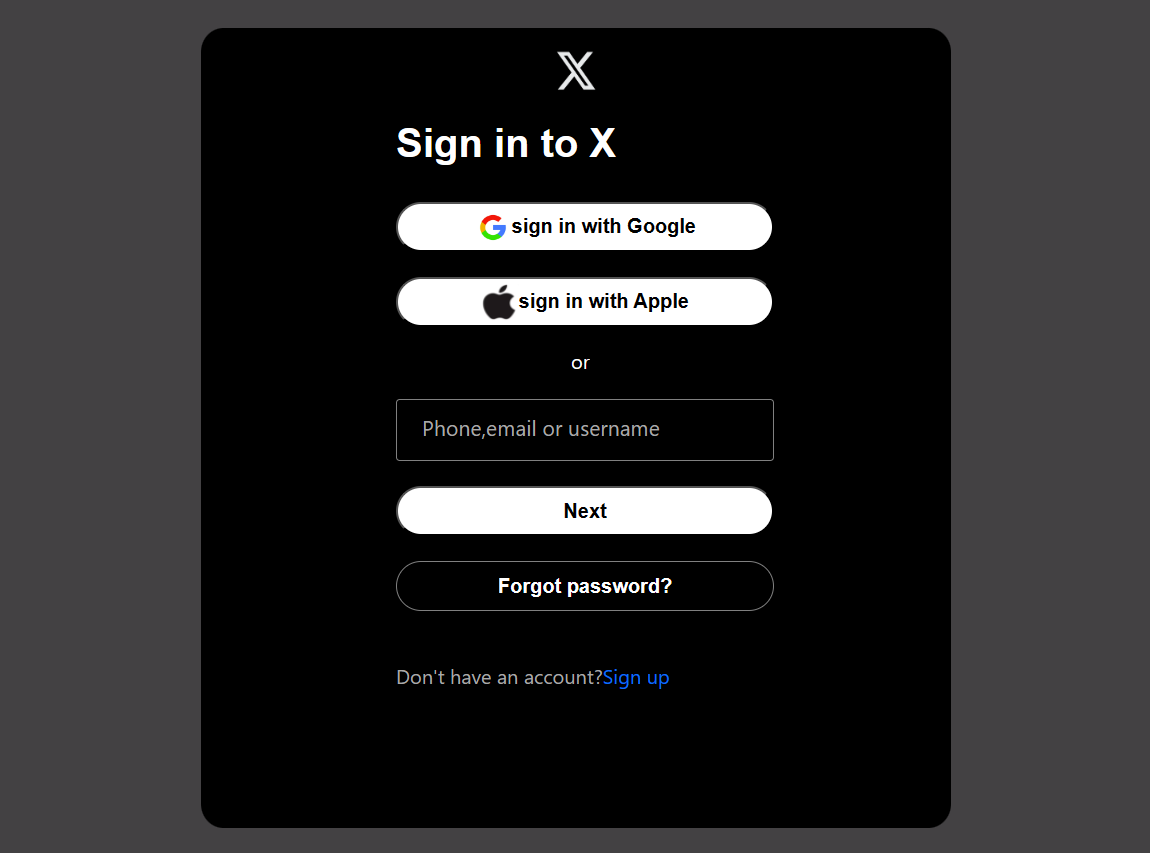 X
Sign in to X
sign in with Google
sign in with Apple
or
Phone,email or username
Next
Forgot password?
Don't have an account?Sign up